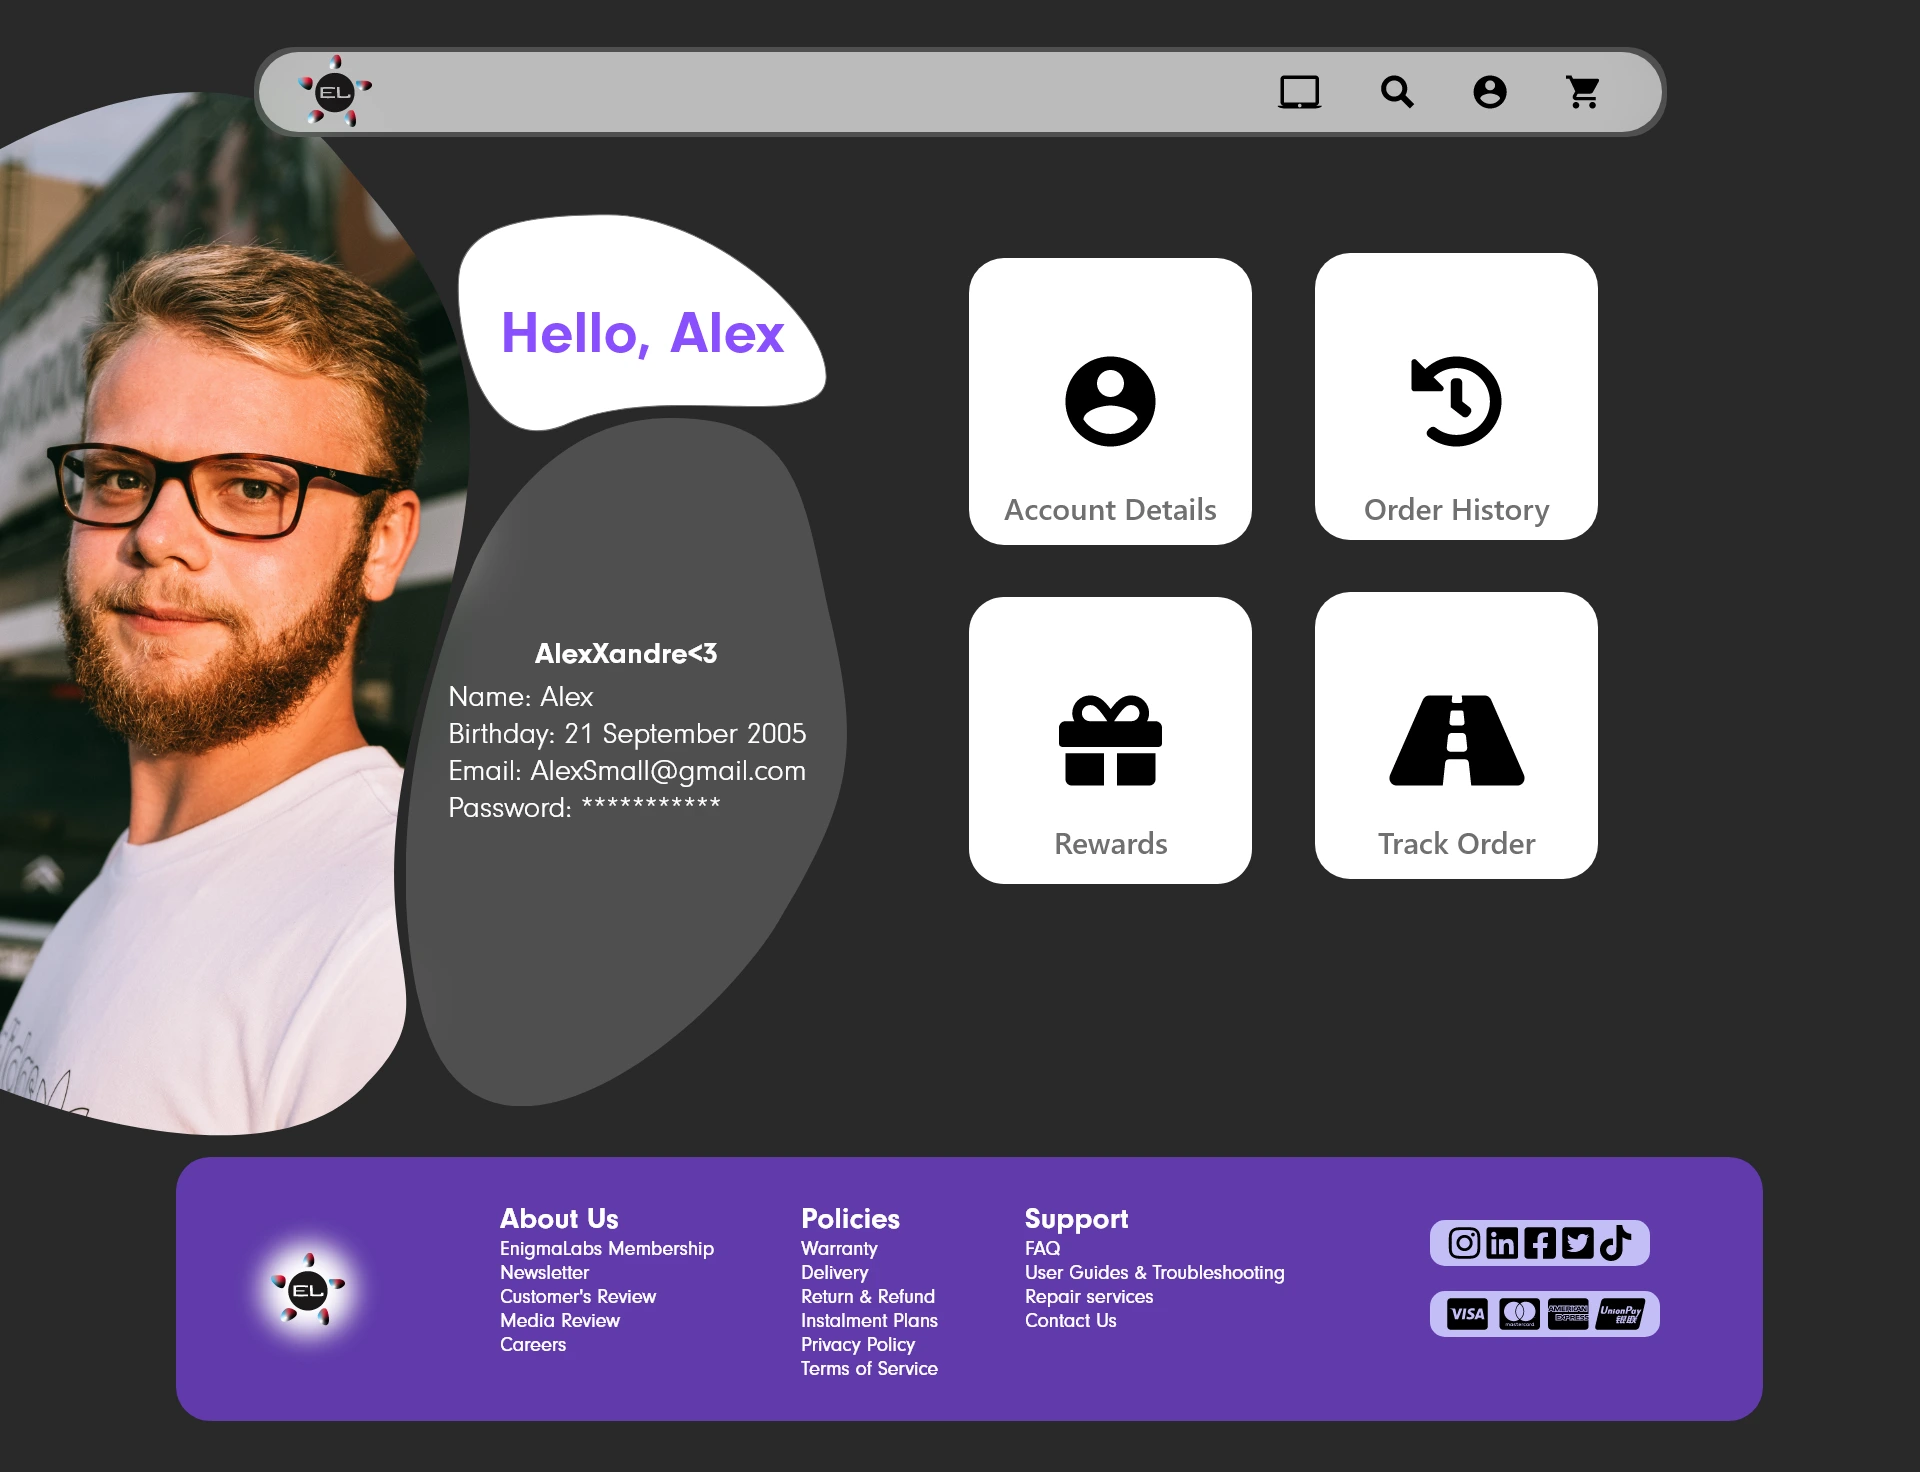 EL
Hello, Alex
Account Details
Order History
AlexXandre<3
Name: Alex
Birthday: 21 September 2005
Email: AlexSmall@gmail.com
Password: ***********
Rewards
Track Order
EL
About Us
EnigmaLabs Membership
Newsletter
Customer's Review
Media Review
Careers
Policies
Warranty
Delivery
Return & Refund
Instalment Plans
Privacy Policy
Terms of Service
Support
FAQ
User Guides & Troubleshooting
Repair services
Contact Us
in
VISA
mastercard
AMERICAN
EXPRESS
UnionPay
银联